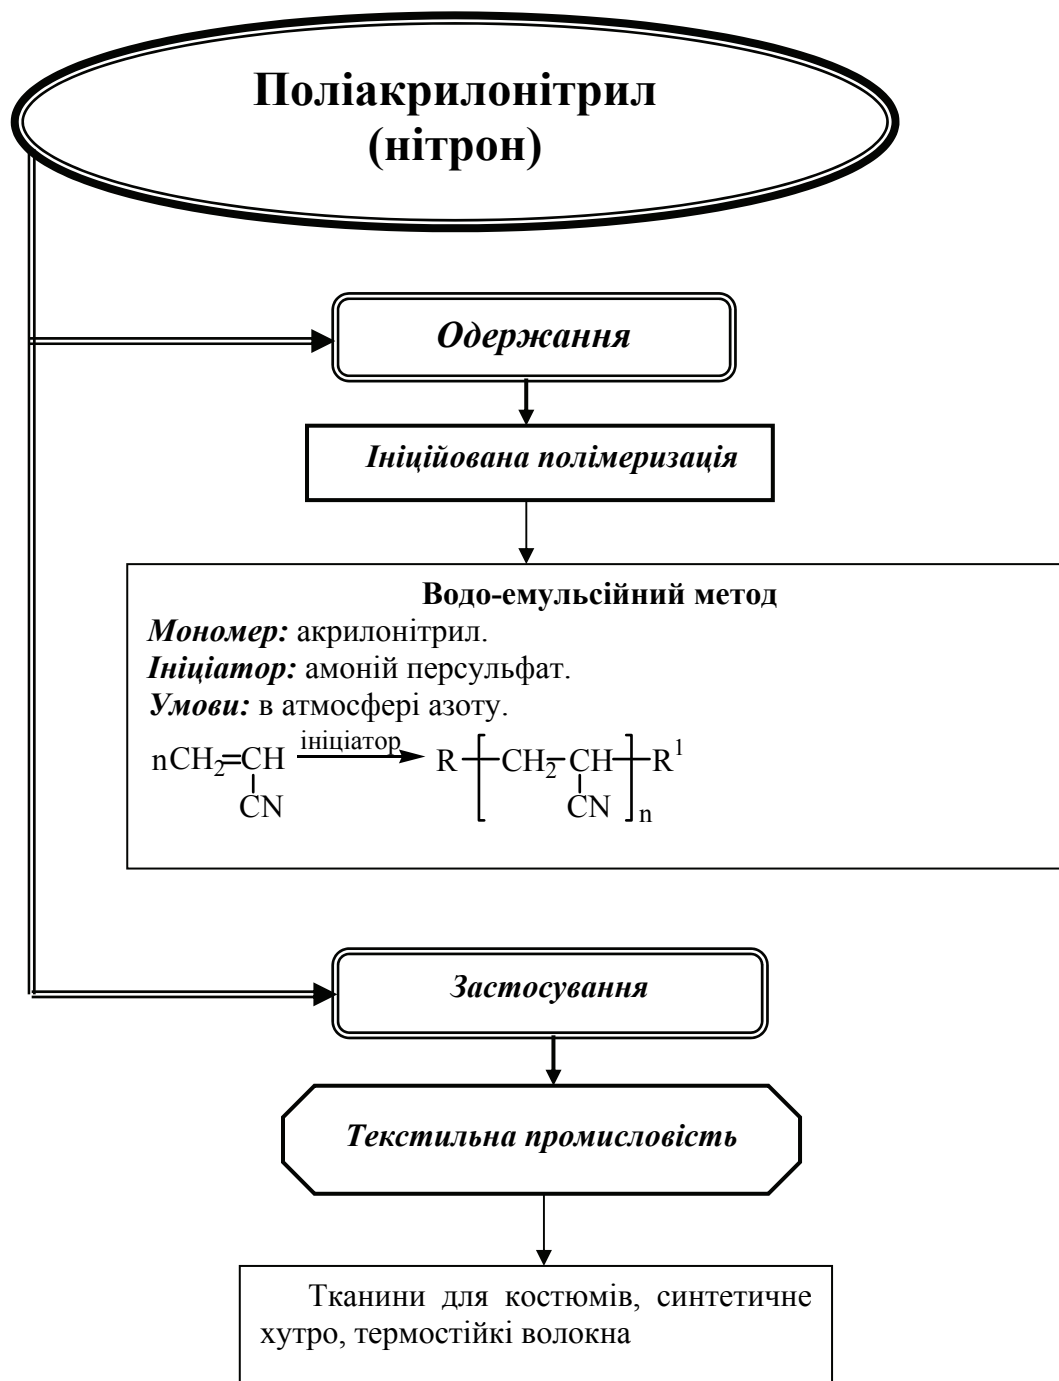 Поліакрилонітрил
(нітрон)
Одержання
Ініційована полімеризація
Водо-емульсійний метод
Мономер: акрилонітрил.
Ініціатор: амоній персульфат.
Умови: в атмосфері азоту.
nCH₂=CH ініціатор R CH₂ CH R¹
CN CN n
Застосування
Текстильна промисловість
Тканини для костюмів, синтетичне
хутро, термостійкі волокна